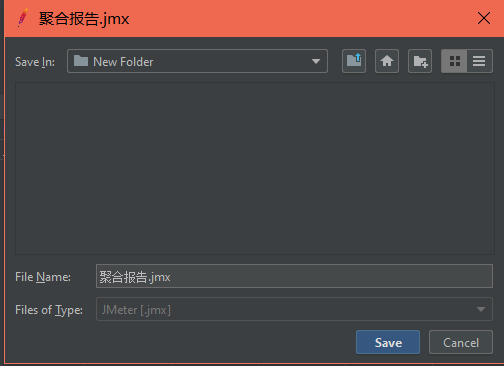 聚合报告.jmx
Save In: New Folder
File Name: 聚合报告.jmx
Files of Type: JMeter [.jmx]
Save Cancel